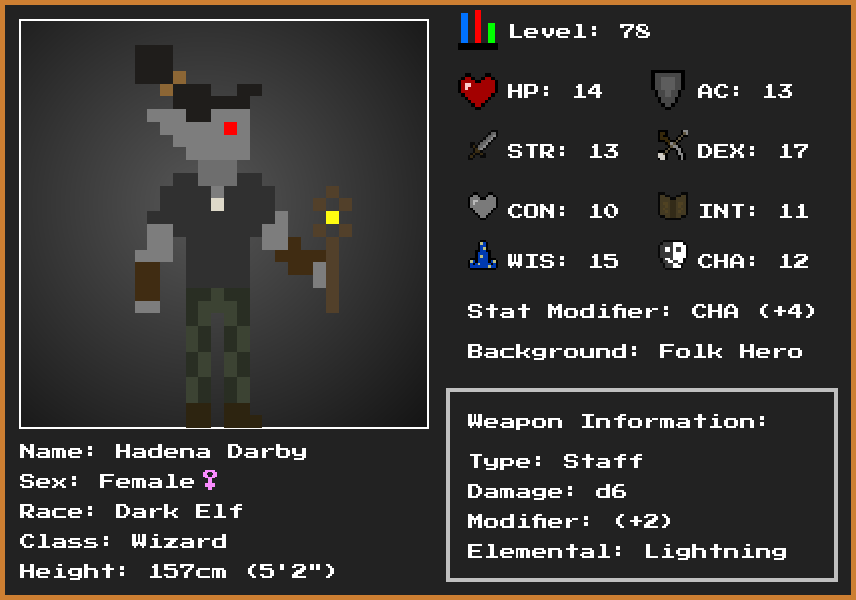 Level: 78
HP: 14 AC: 13
STR: 13 DEX: 17
CON: 10 INT: 11
WIS: 15 CHA: 12
Stat Modifier: CHA (+4)
Background: Folk Hero
Weapon Information:
Type: Staff
Damage: d6
Modifier: (+2)
Elemental: Lightning
Name: Hadena Darby
Sex: Female♀
Race: Dark Elf
Class: Wizard
Height: 157cm (5'2")